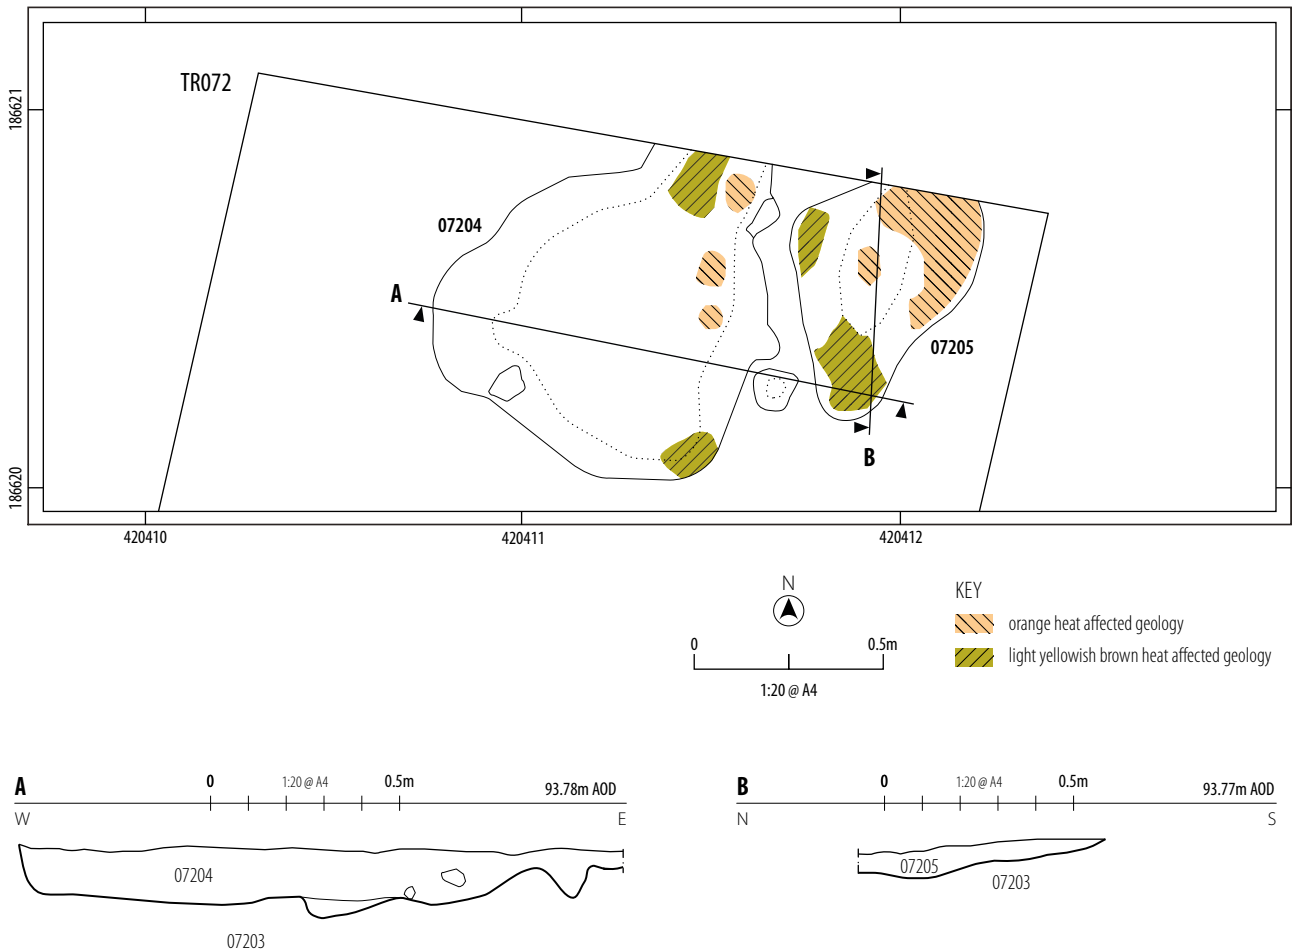 TR072
186621
07204
A
07205
B
186620
420410
420411
420412
N
0
0.5m
1:20 @ A4
KEY
orange heat affected geology
light yellowish brown heat affected geology
A
0
1:20 @ A4
0.5m
93.78m AOD
W
E
07204
07203
B
0
1:20 @ A4
0.5m
93.77m AOD
N
S
07205
07203